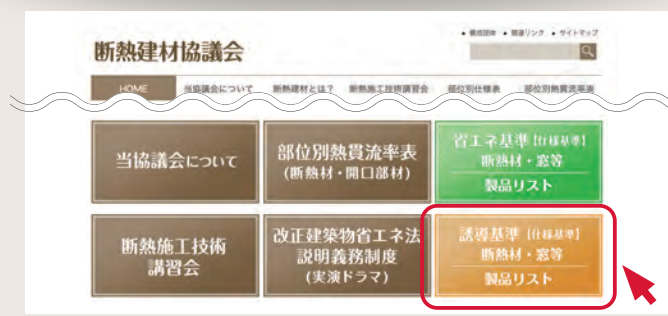 • 構成団体 • 関連リンク • サイトマップ
断熱建材協議会
HOME 当協議会について 断熱建材とは? 断熱施工技術講習会 部位別仕様表 部位別熱貫流率表
当協議会について
部位別熱貫流率表
(断熱材・開口部材)
省エネ基準【仕様基準】
断熱材・窓等
製品リスト
断熱施工技術
講習会
改正建築物省エネ法
説明義務制度
(実演ドラマ)
誘導基準【仕様基準】
断熱材・窓等
製品リスト